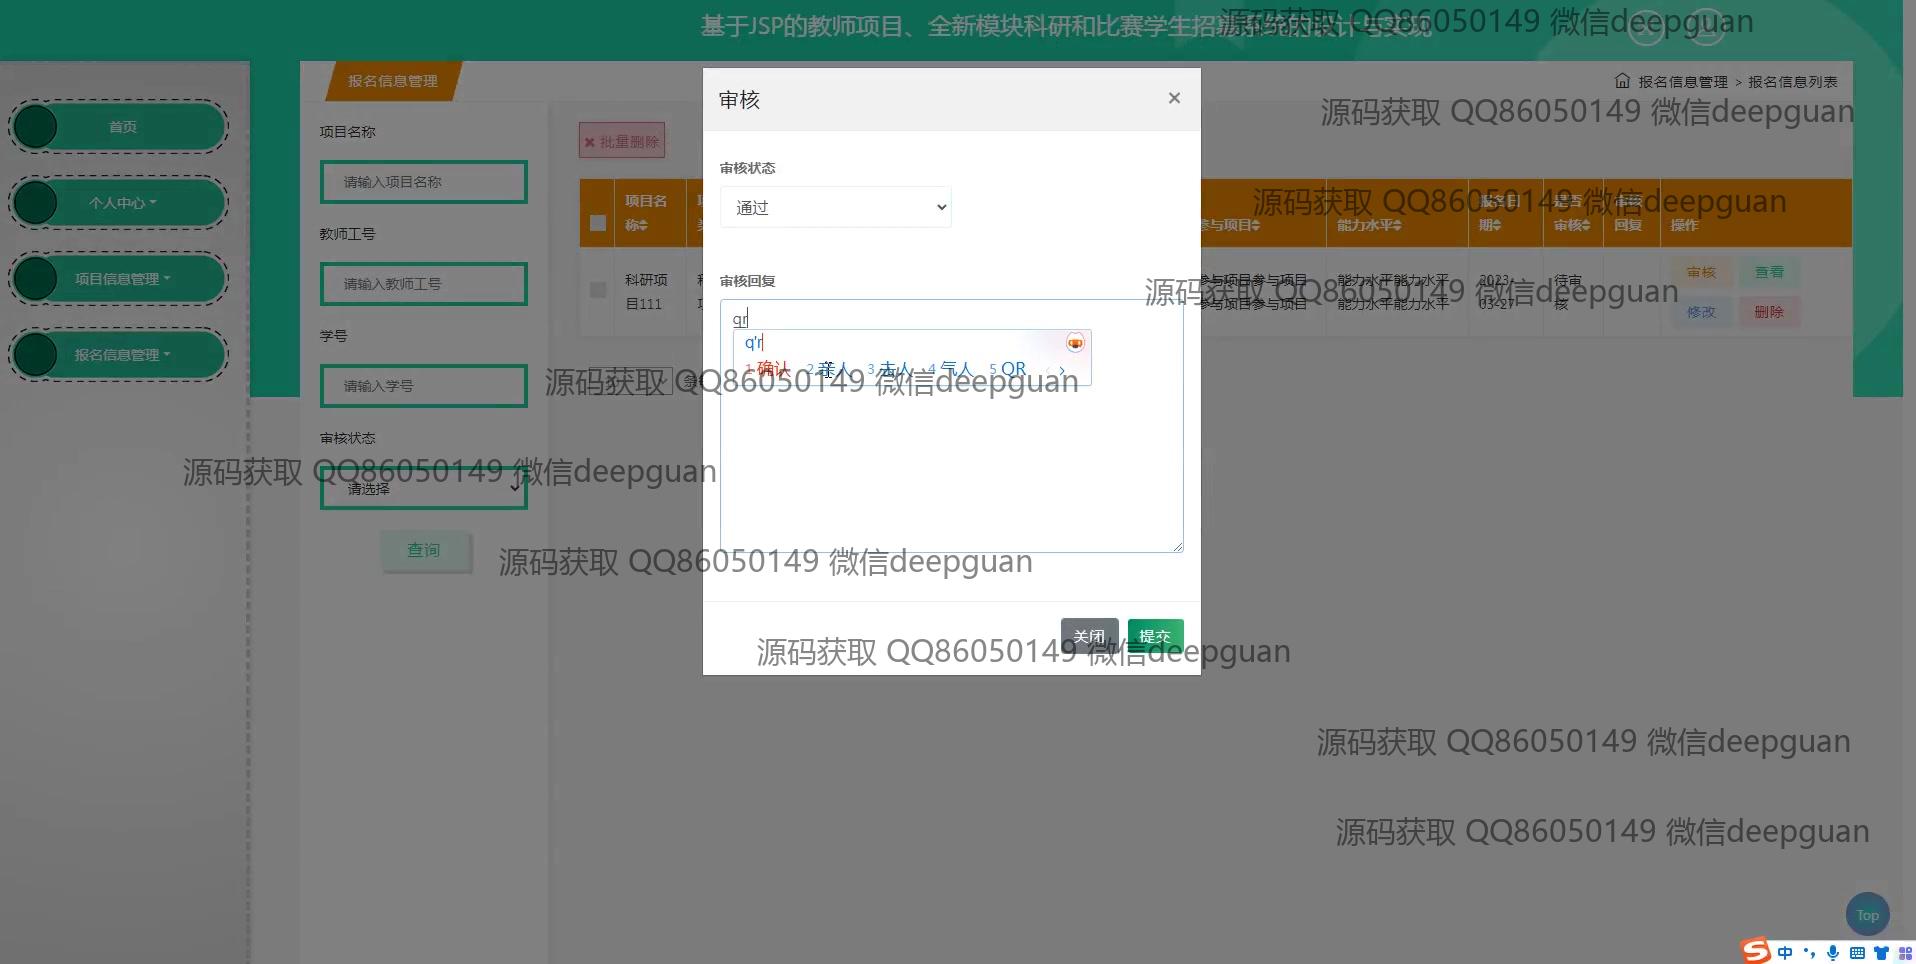 基于JSP的教师项目、全新模块科研和比赛学生招募系统的设计与实现
源码获取 QQ86050149 微信deepguan
报名信息管理
报名信息管理 > 报名信息列表
源码获取 QQ86050149 微信deepguan
首页
个人中心
项目信息管理
报名信息管理
项目名称
请输入项目名称
教师工号
请输入教师工号
学号
请输入学号
审核状态
请选择
查询
批量删除
项目名称
参与项目
能力水平
报名日期
是否审核
审核回复
操作
源码获取 QQ86050149 微信deepguan
科研项目111
参与项目参与项目
参与项目参与项目
能力水平能力水平
能力水平能力水平
2023-03-27
待审核
审核
查看
修改
删除
源码获取 QQ86050149 微信deepguan
审核
×
审核状态
通过
审核回复
qr
q'r
1.确认 2.亲人 3.去人 4.气人 5.QR
源码获取 QQ86050149 微信deepguan
源码获取 QQ86050149 微信deepguan
源码获取 QQ86050149 微信deepguan
关闭
提交
源码获取 QQ86050149 微信deepguan
源码获取 QQ86050149 微信deepguan
源码获取 QQ86050149 微信deepguan
Top
中